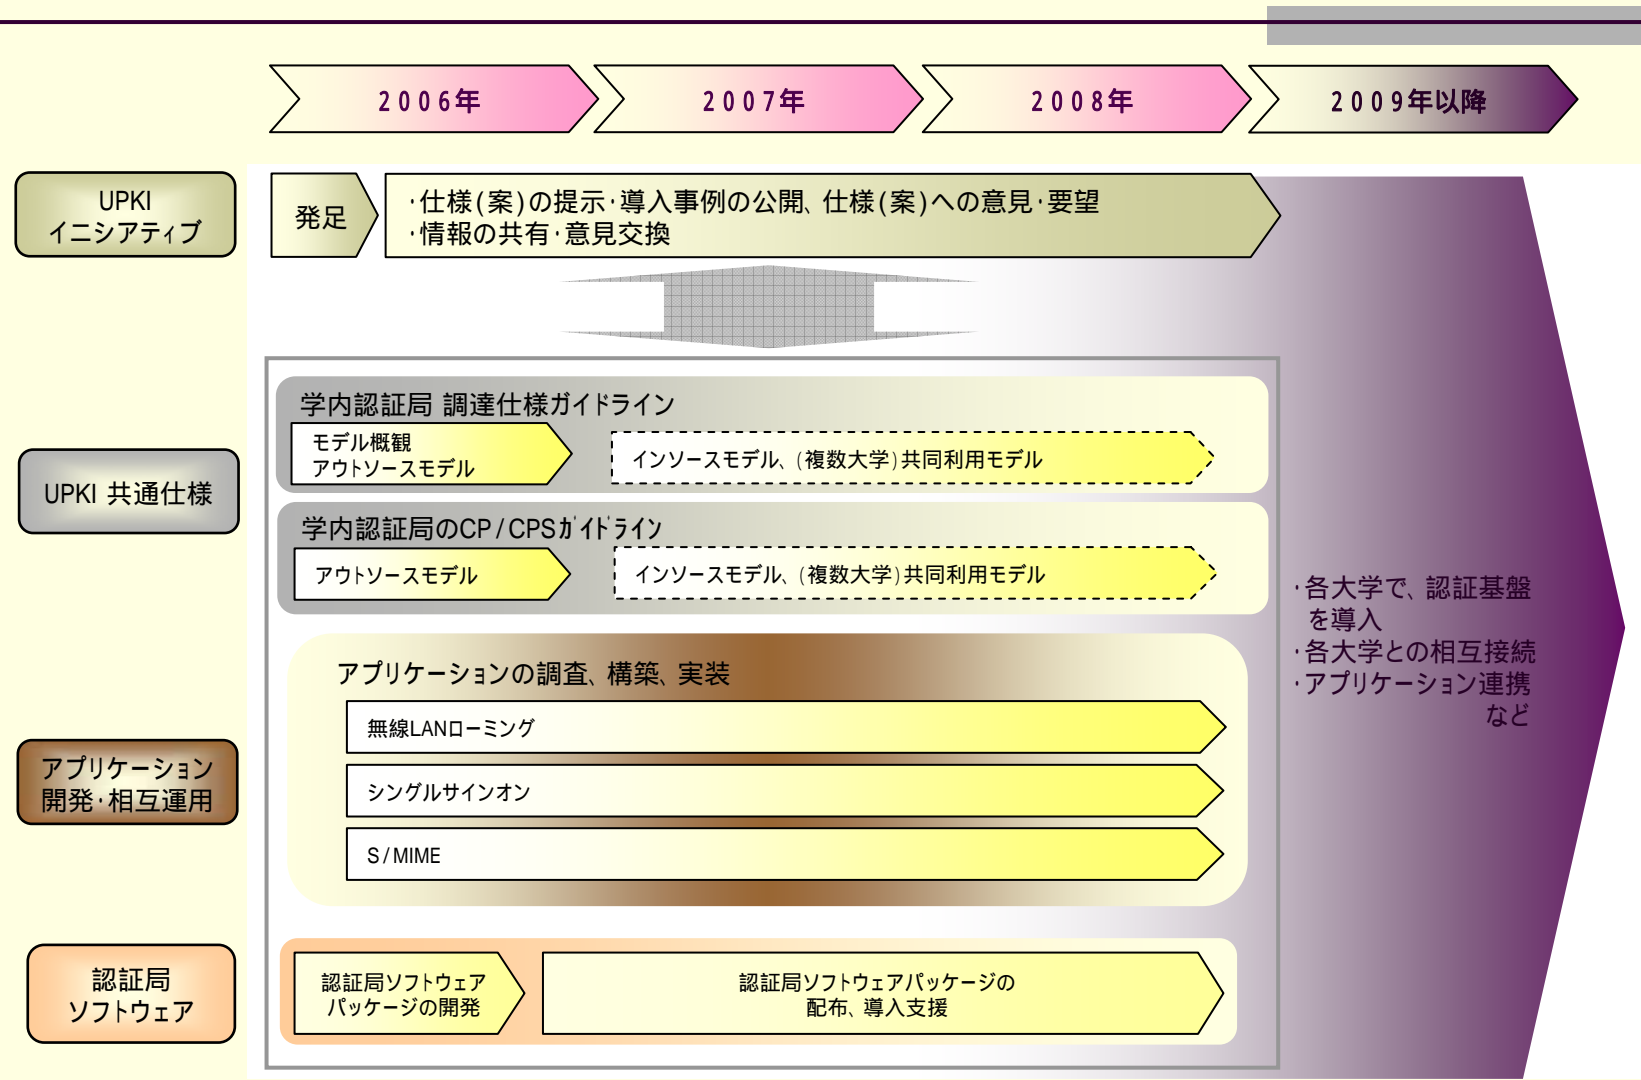 2006年
2007年
2008年
2009年以降
UPKI
イニシアティブ
発足
・仕様(案)の提示・導入事例の公開、仕様(案)への意見・要望
・情報の共有・意見交換
UPKI 共通仕様
学内認証局 調達仕様ガイドライン
モデル概観
アウトソースモデル
インソースモデル、(複数大学)共同利用モデル
学内認証局のCP/CPSガイドライン
アウトソースモデル
インソースモデル、(複数大学)共同利用モデル
・各大学で、認証基盤
を導入
・各大学との相互接続
・アプリケーション連携
など
アプリケーション
開発・相互運用
アプリケーションの調査、構築、実装
無線LANローミング
シングルサインオン
S/MIME
認証局
ソフトウェア
認証局ソフトウェア
パッケージの開発
認証局ソフトウェアパッケージの
配布、導入支援